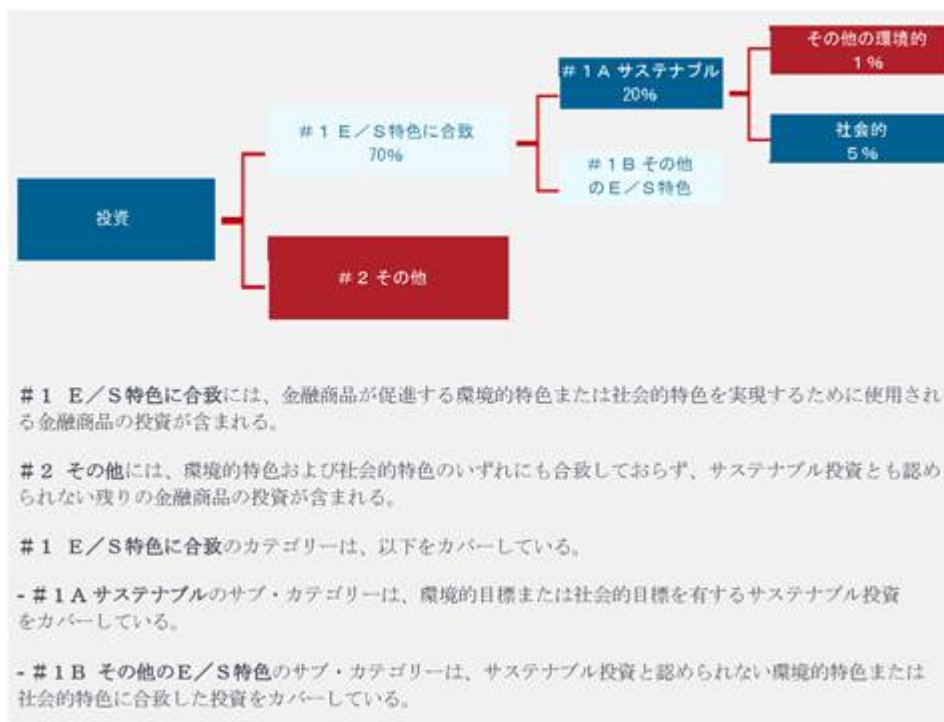 その他の環境的
1%
#1A サステナブル
20%
#1 E/S特色に合致
70%
社会的
5%
#1B その他
のE/S特色
投資
#2 その他
#1 E/S特色に合致には、金融商品が促進する環境的特色または社会的特色を実現するために使用され
る金融商品の投資が含まれる。
#2 その他には、環境的特色および社会的特色のいずれにも合致しておらず、サステナブル投資とも認め
られない残りの金融商品の投資が含まれる。
#1 E/S特色に合致のカテゴリーは、以下をカバーしている。
- #1A サステナブルのサブ・カテゴリーは、環境的目標または社会的目標を有するサステナブル投資
をカバーしている。
- #1B その他のE/S特色のサブ・カテゴリーは、サステナブル投資と認められない環境的特色または
社会的特色に合致した投資をカバーしている。